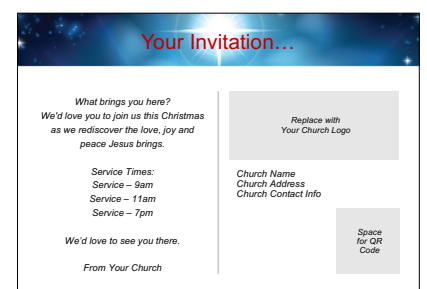 Your Invitation…
What brings you here?
We'd love you to join us this Christmas
as we rediscover the love, joy and
peace Jesus brings.
Service Times:
Service – 9am
Service – 11am
Service – 7pm
We'd love to see you there.
From Your Church
Replace with
Your Church Logo
Church Name
Church Address
Church Contact Info
Space
for QR
Code